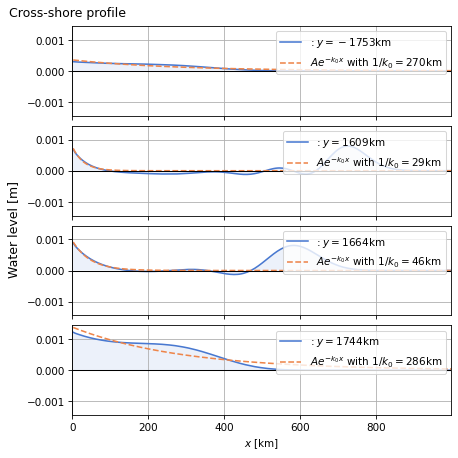 Cross-shore profile
Water level [m]
0.001
0.000
−0.001
: y = −1753km
Ae^{−k₀x} with 1/k₀ = 270km
0.001
0.000
−0.001
: y = 1609km
Ae^{−k₀x} with 1/k₀ = 29km
0.001
0.000
−0.001
: y = 1664km
Ae^{−k₀x} with 1/k₀ = 46km
0.001
0.000
−0.001
: y = 1744km
Ae^{−k₀x} with 1/k₀ = 286km
0 200 400 600 800
x [km]